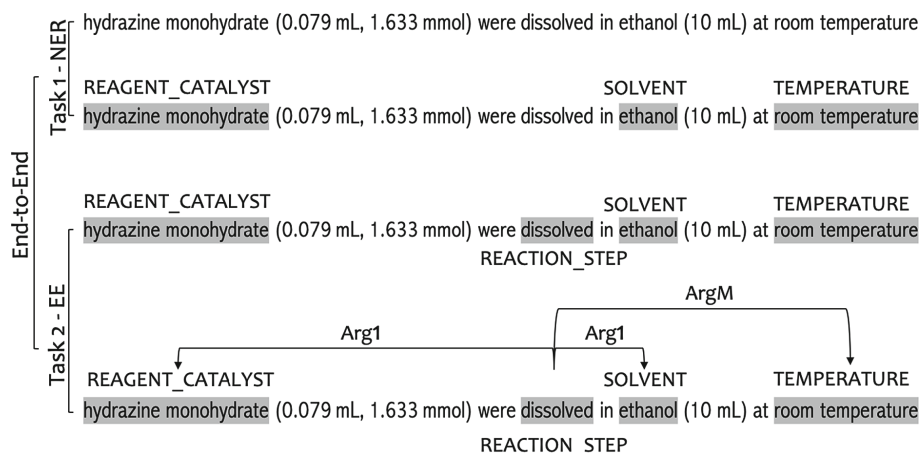 hydrazine monohydrate (0.079 mL, 1.633 mmol) were dissolved in ethanol (10 mL) at room temperature
Task 1 - NER
REAGENT_CATALYST SOLVENT TEMPERATURE
hydrazine monohydrate (0.079 mL, 1.633 mmol) were dissolved in ethanol (10 mL) at room temperature
End-to-End
REAGENT_CATALYST SOLVENT TEMPERATURE
hydrazine monohydrate (0.079 mL, 1.633 mmol) were dissolved in ethanol (10 mL) at room temperature
REACTION_STEP
Task 2 - EE
ArgM
Arg1 Arg1
REAGENT_CATALYST SOLVENT TEMPERATURE
hydrazine monohydrate (0.079 mL, 1.633 mmol) were dissolved in ethanol (10 mL) at room temperature
REACTION STEP